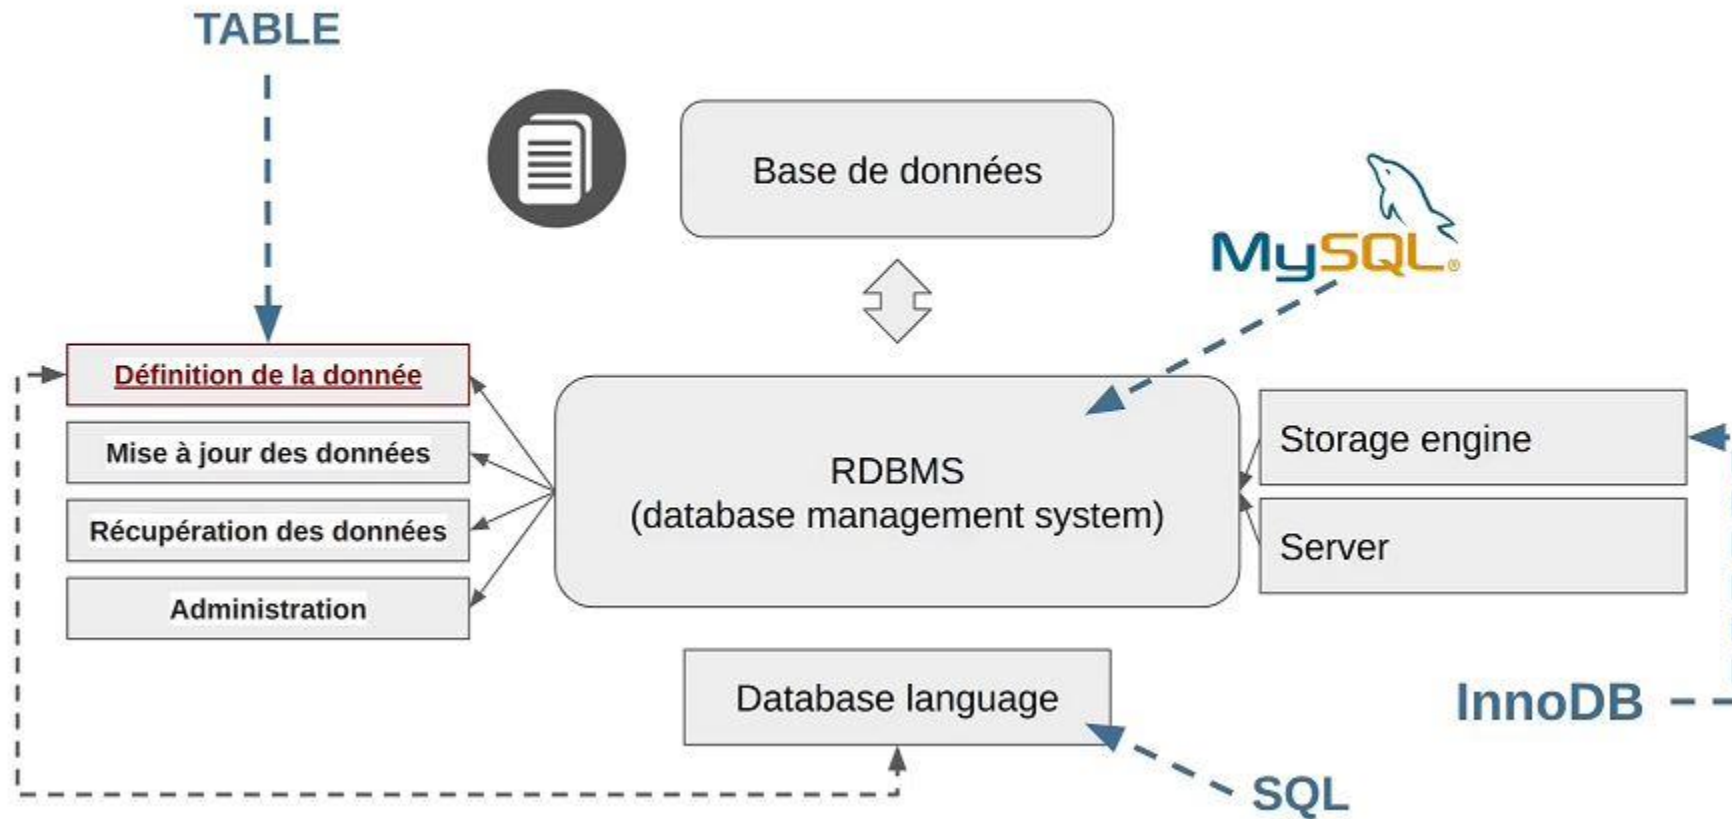 TABLE
Base de données
MySQL®
Définition de la donnée
Mise à jour des données
Récupération des données
Administration
RDBMS
(database management system)
Storage engine
Server
Database language
InnoDB
SQL